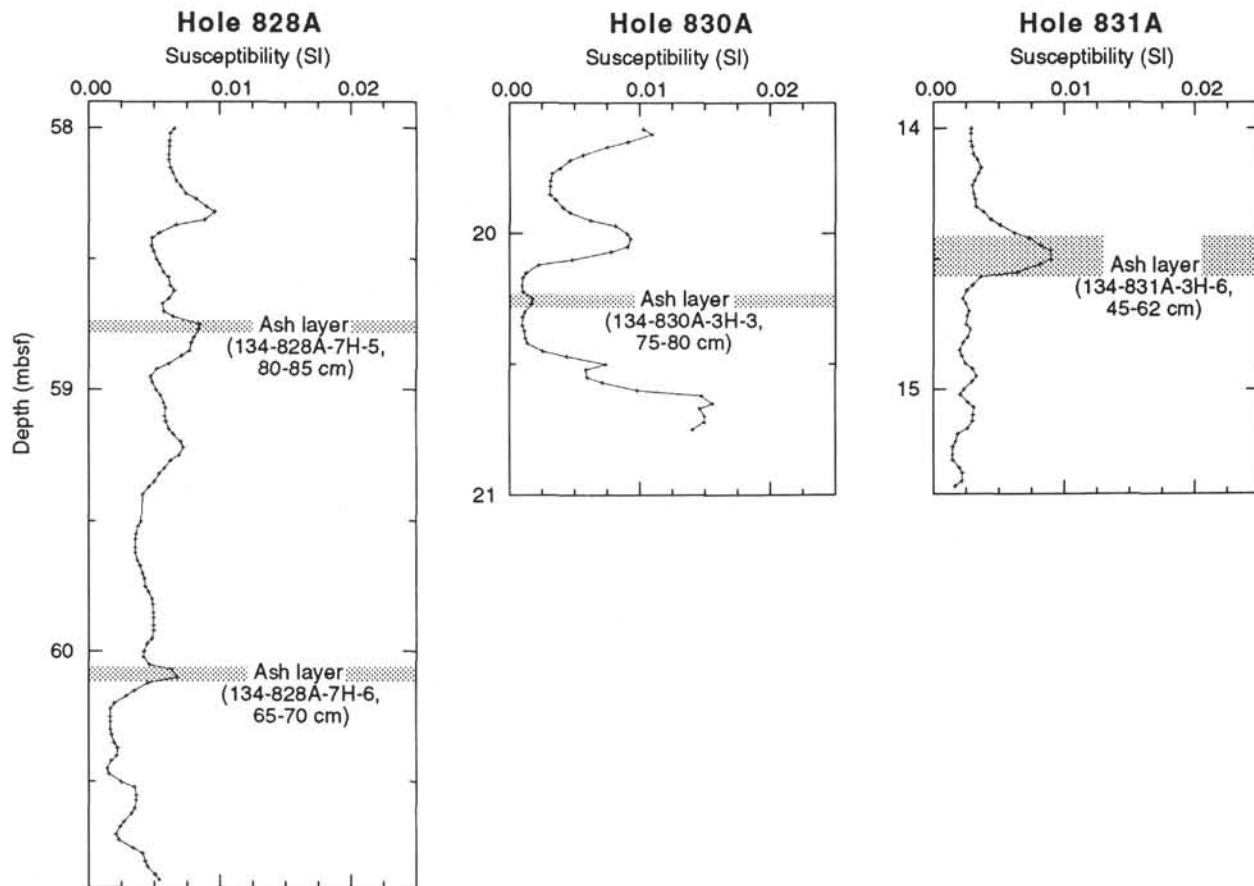 Hole 828A
Susceptibility (SI)
0.00 0.01 0.02
58
59
60
Depth (mbsf)
Ash layer
(134-828A-7H-5,
80-85 cm)
Ash layer
(134-828A-7H-6,
65-70 cm)
Hole 830A
Susceptibility (SI)
0.00 0.01 0.02
20
21
Ash layer
(134-830A-3H-3,
75-80 cm)
Hole 831A
Susceptibility (SI)
0.00 0.01 0.02
14
15
Ash layer
(134-831A-3H-6,
45-62 cm)